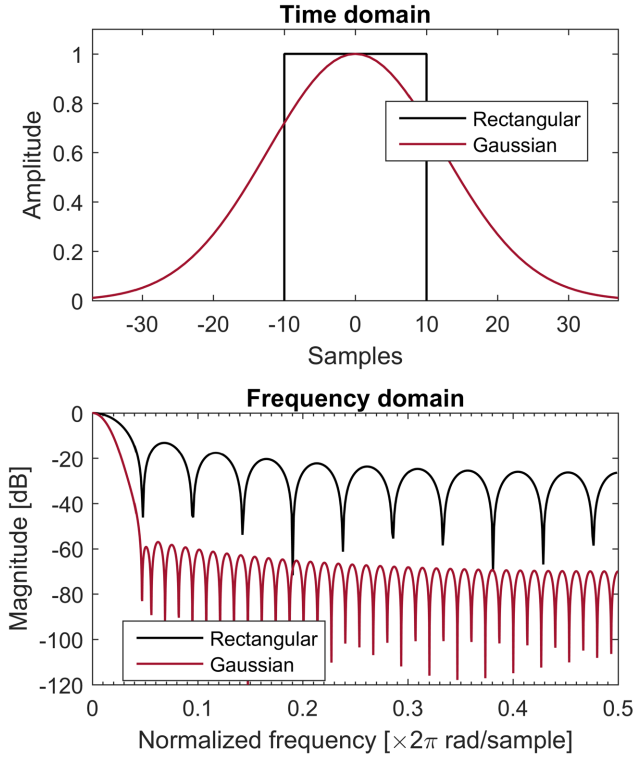 Time domain
Amplitude
1
0.8
0.6
0.4
0.2
0
Rectangular
Gaussian
-30 -20 -10 0 10 20 30
Samples
Frequency domain
Magnitude [dB]
0
-20
-40
-60
-80
-100
-120
Rectangular
Gaussian
0 0.1 0.2 0.3 0.4 0.5
Normalized frequency [×2π rad/sample]